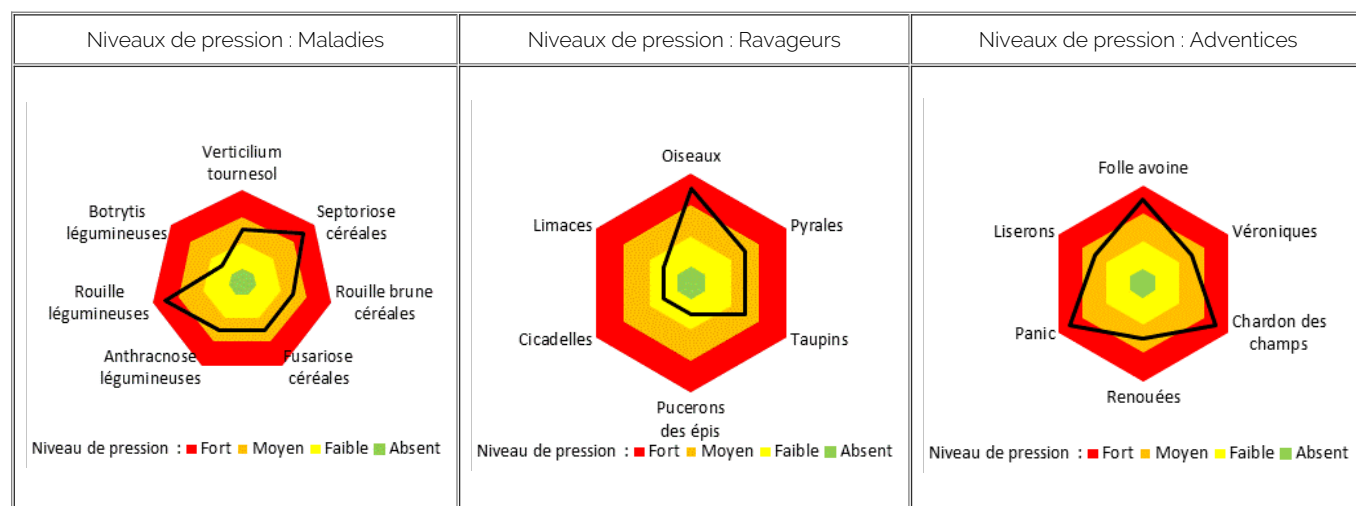 Niveaux de pression : Maladies
Niveaux de pression : Ravageurs
Niveaux de pression : Adventices
Verticilium
tournesol
Septoriose
céréales
Rouille brune
céréales
Fusariose
céréales
Anthracnose
légumineuses
Rouille
légumineuses
Botrytis
légumineuses
Niveau de pression : Fort Moyen Faible Absent
Oiseaux
Pyrales
Taupins
Pucerons
des épis
Cicadelles
Limaces
Niveau de pression : Fort Moyen Faible Absent
Folle avoine
Véroniques
Chardon des
champs
Renouées
Panic
Liserons
Niveau de pression : Fort Moyen Faible Absent